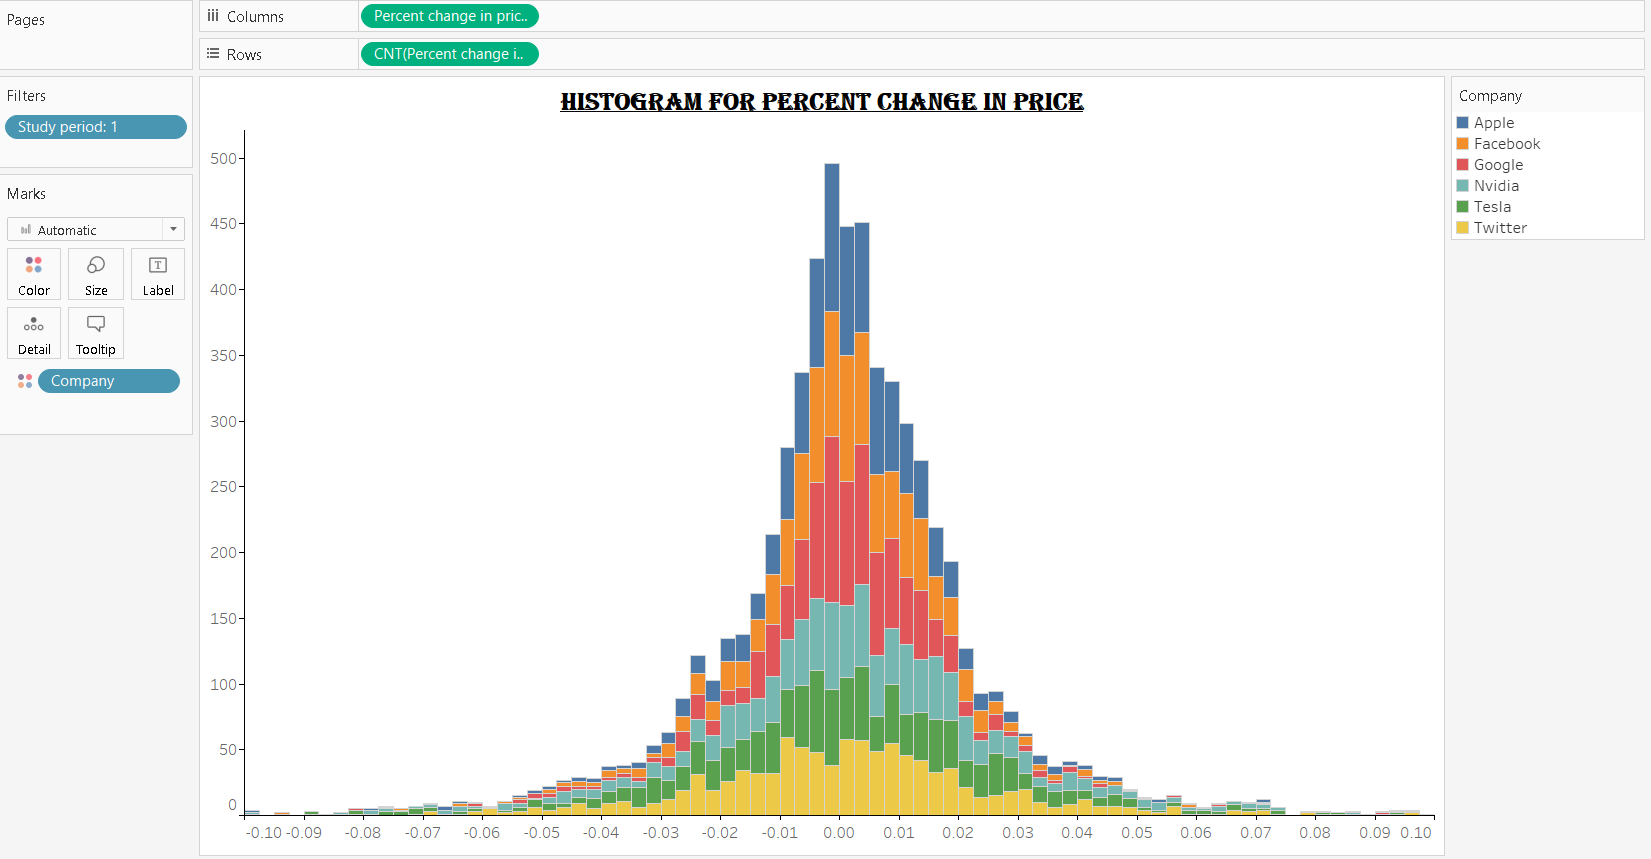 Pages
Columns
Percent change in pric..
Rows
CNT(Percent change i..
Filters
Study period: 1
Marks
Automatic
Color
Size
Label
Detail
Tooltip
Company
HISTOGRAM FOR PERCENT CHANGE IN PRICE
500
450
400
350
300
250
200
150
100
50
0
-0.10 -0.09 -0.08 -0.07 -0.06 -0.05 -0.04 -0.03 -0.02 -0.01 0.00 0.01 0.02 0.03 0.04 0.05 0.06 0.07 0.08 0.09 0.10
Company
Apple
Facebook
Google
Nvidia
Tesla
Twitter